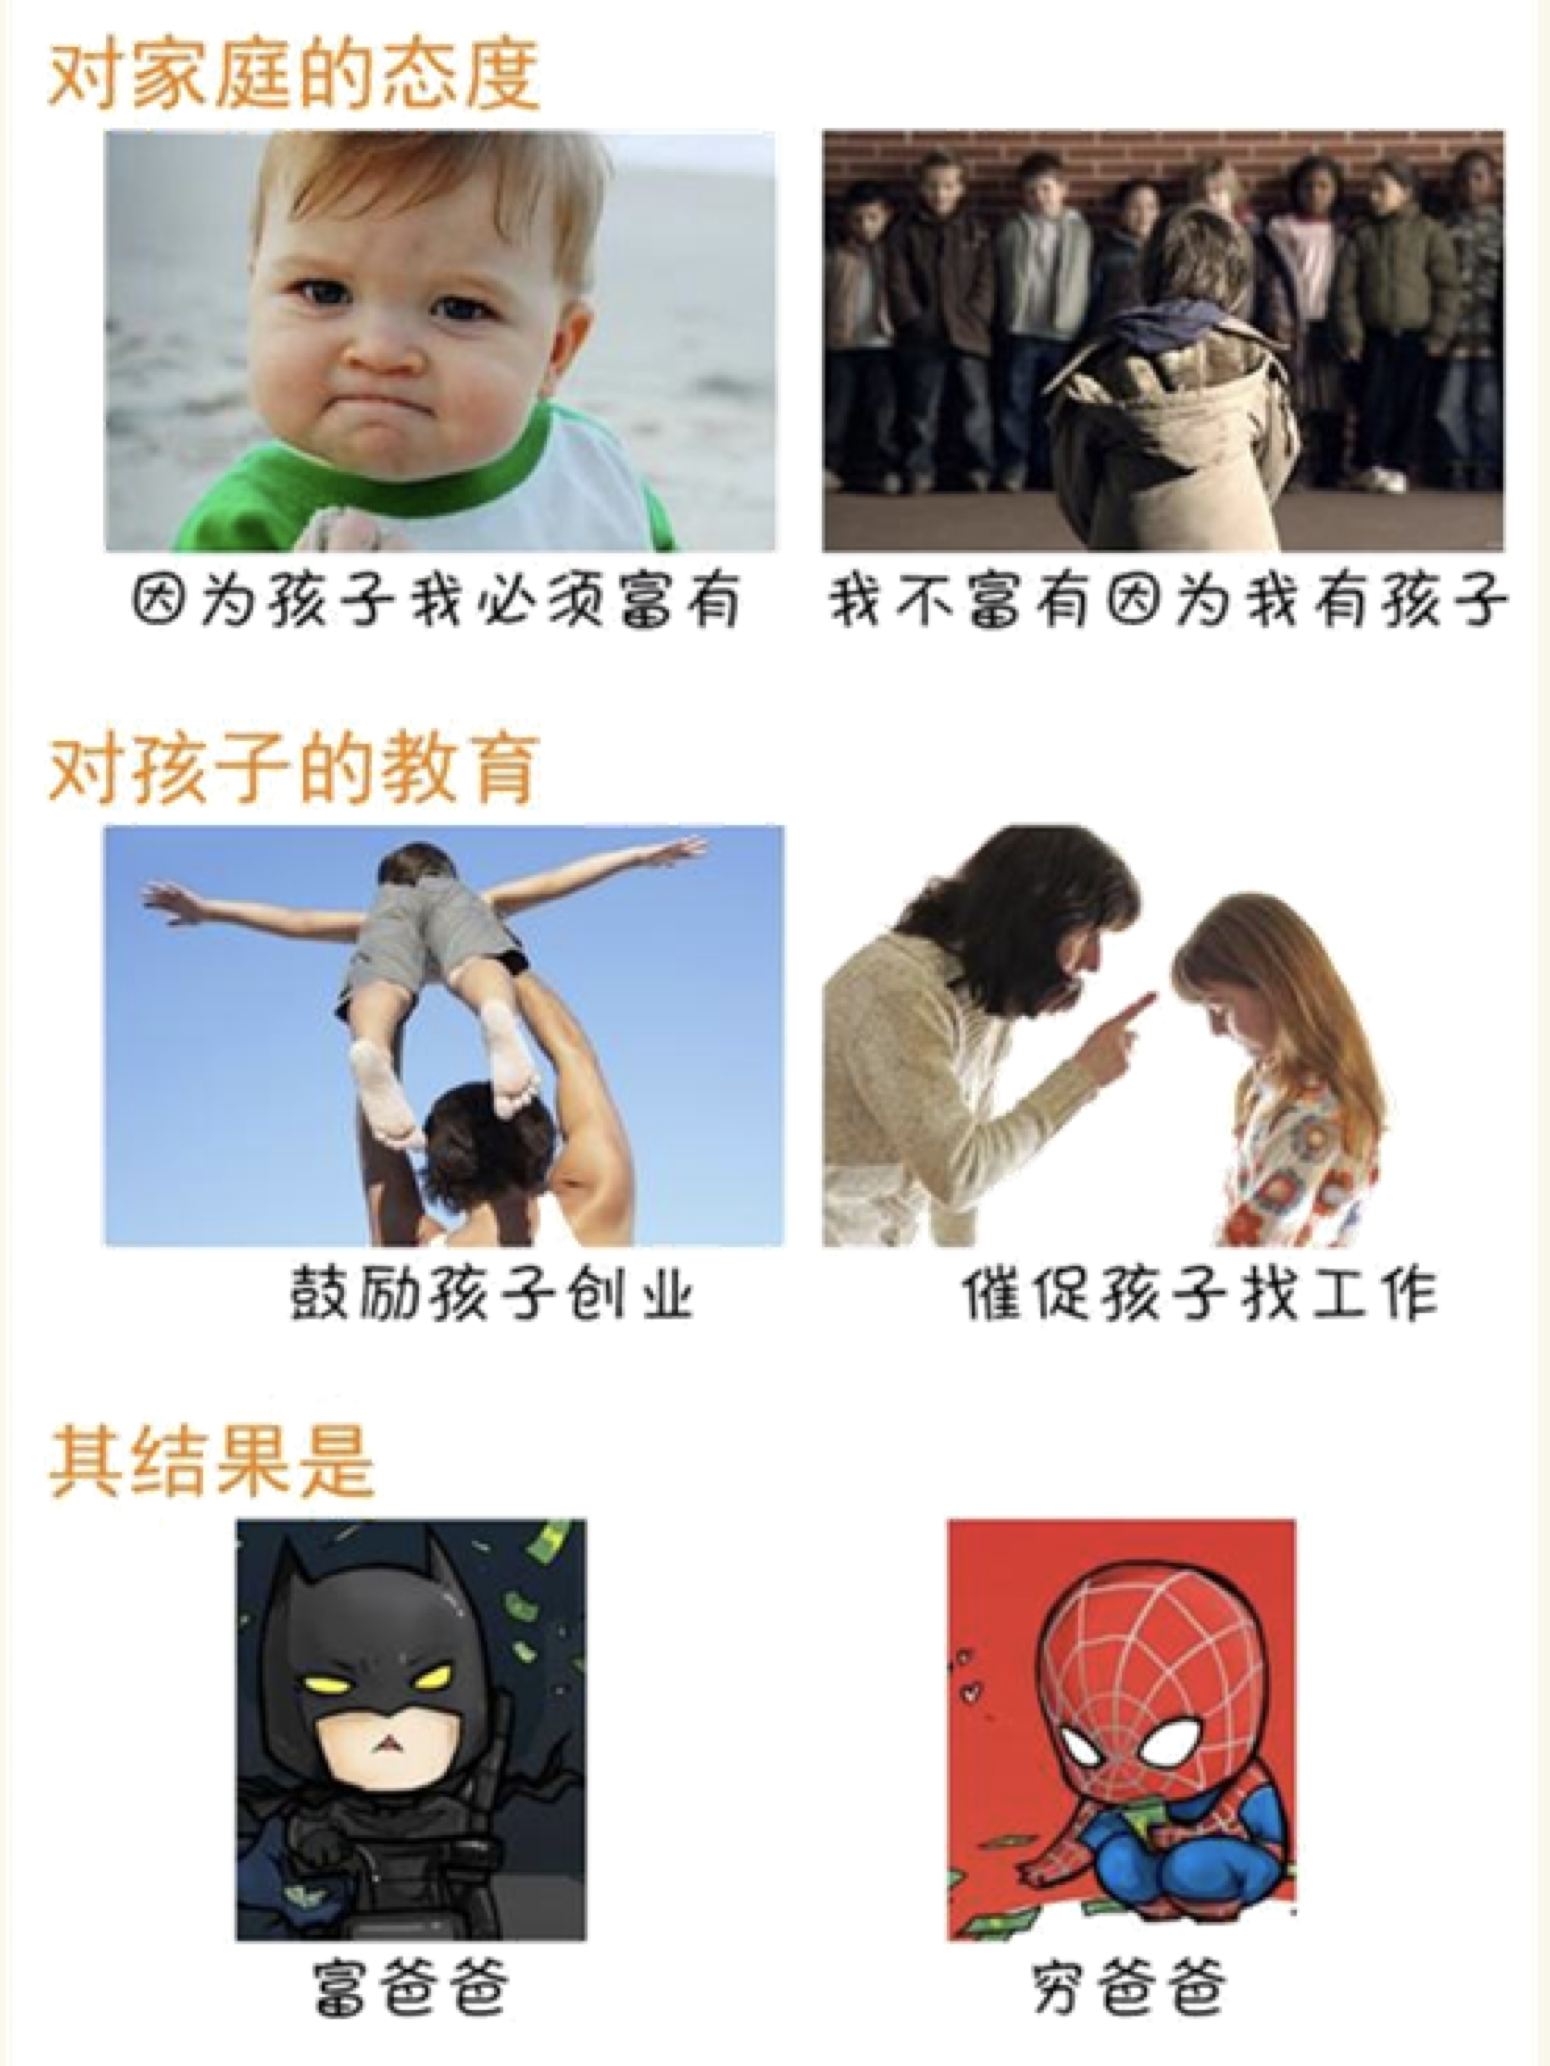 对家庭的态度
因为孩子我必须富有
我不富有因为我有孩子
对孩子的教育
鼓励孩子创业
催促孩子找工作
其结果是
富爸爸
穷爸爸